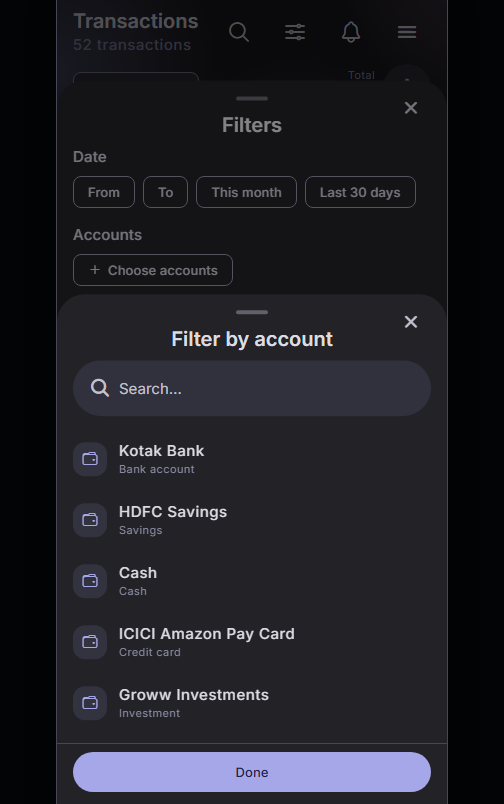 Transactions
52 transactions
Total
Filters
Date
From
To
This month
Last 30 days
Accounts
+ Choose accounts
Filter by account
Search...
Kotak Bank
Bank account
HDFC Savings
Savings
Cash
Cash
ICICI Amazon Pay Card
Credit card
Groww Investments
Investment
Done